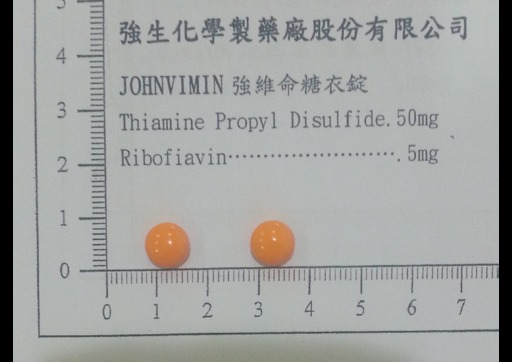 強生化學製藥廠股份有限公司
JOHNVIMIN 強維命糖衣錠
Thiamine Propyl Disulfide.50mg
Ribofiavin························.5mg
5
4
3
2
1
0
0 1 2 3 4 5 6 7